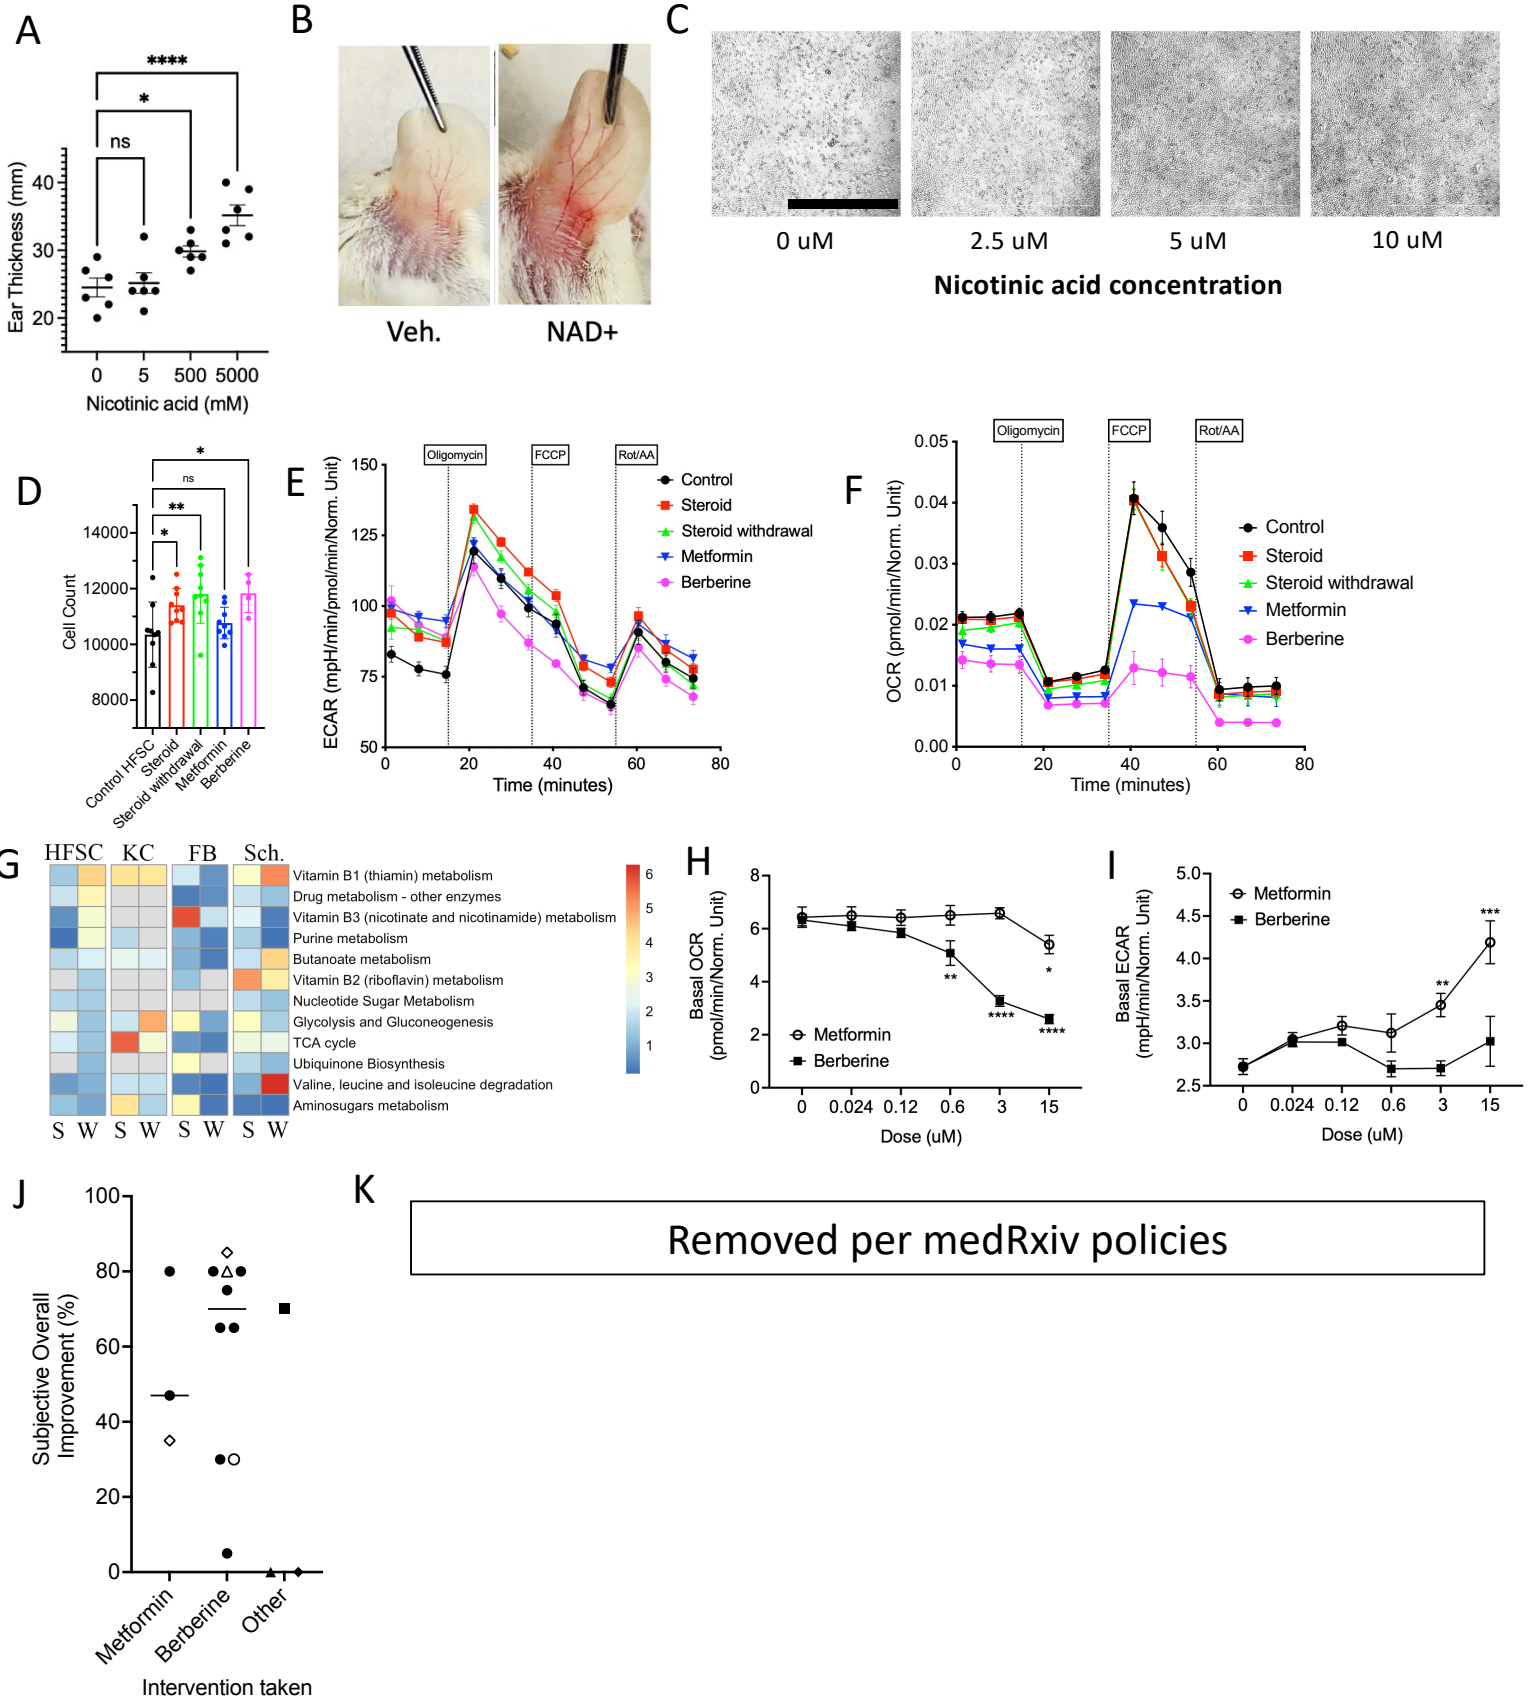 A
****
*
ns
Ear Thickness (mm)
40
30
20
0 5 500 5000
Nicotinic acid (mM)
B
Veh. NAD+
C
0 uM 2.5 uM 5 uM 10 uM
Nicotinic acid concentration
D
*
ns
**
*
Cell Count
14000
12000
10000
8000
Control HFSC
Steroid
Steroid withdrawal
Metformin
Berberine
E
ECAR (mpH/min/pmol/min/Norm. Unit)
150
125
100
75
50
Oligomycin FCCP Rot/AA
Control
Steroid
Steroid withdrawal
Metformin
Berberine
0 20 40 60 80
Time (minutes)
F
OCR (pmol/min/Norm. Unit)
0.05
0.04
0.03
0.02
0.01
0.00
Oligomycin FCCP Rot/AA
Control
Steroid
Steroid withdrawal
Metformin
Berberine
0 20 40 60 80
Time (minutes)
G
HFSC KC FB Sch.
Vitamin B1 (thiamin) metabolism
Drug metabolism - other enzymes
Vitamin B3 (nicotinate and nicotinamide) metabolism
Purine metabolism
Butanoate metabolism
Vitamin B2 (riboflavin) metabolism
Nucleotide Sugar Metabolism
Glycolysis and Gluconeogenesis
TCA cycle
Ubiquinone Biosynthesis
Valine, leucine and isoleucine degradation
Aminosugars metabolism
S W S W S W S W
6
5
4
3
2
1
H
Basal OCR
(pmol/min/Norm. Unit)
8
6
4
2
0
**
****
*
****
Metformin
Berberine
0 0.024 0.12 0.6 3 15
Dose (uM)
I
Basal ECAR
(mpH/min/Norm. Unit)
5.0
4.5
4.0
3.5
3.0
2.5
Metformin
Berberine
**
***
0 0.024 0.12 0.6 3 15
Dose (uM)
J
Subjective Overall
Improvement (%)
100
80
60
40
20
0
Metformin
Berberine
Other
Intervention taken
K
Removed per medRxiv policies